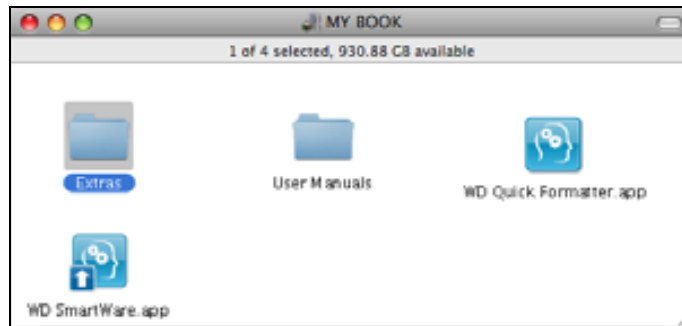 MY BOOK
1 of 4 selected, 930.88 GB available
Extras
User Manuals
WD Quick Formatter.app
WD SmartWare.app